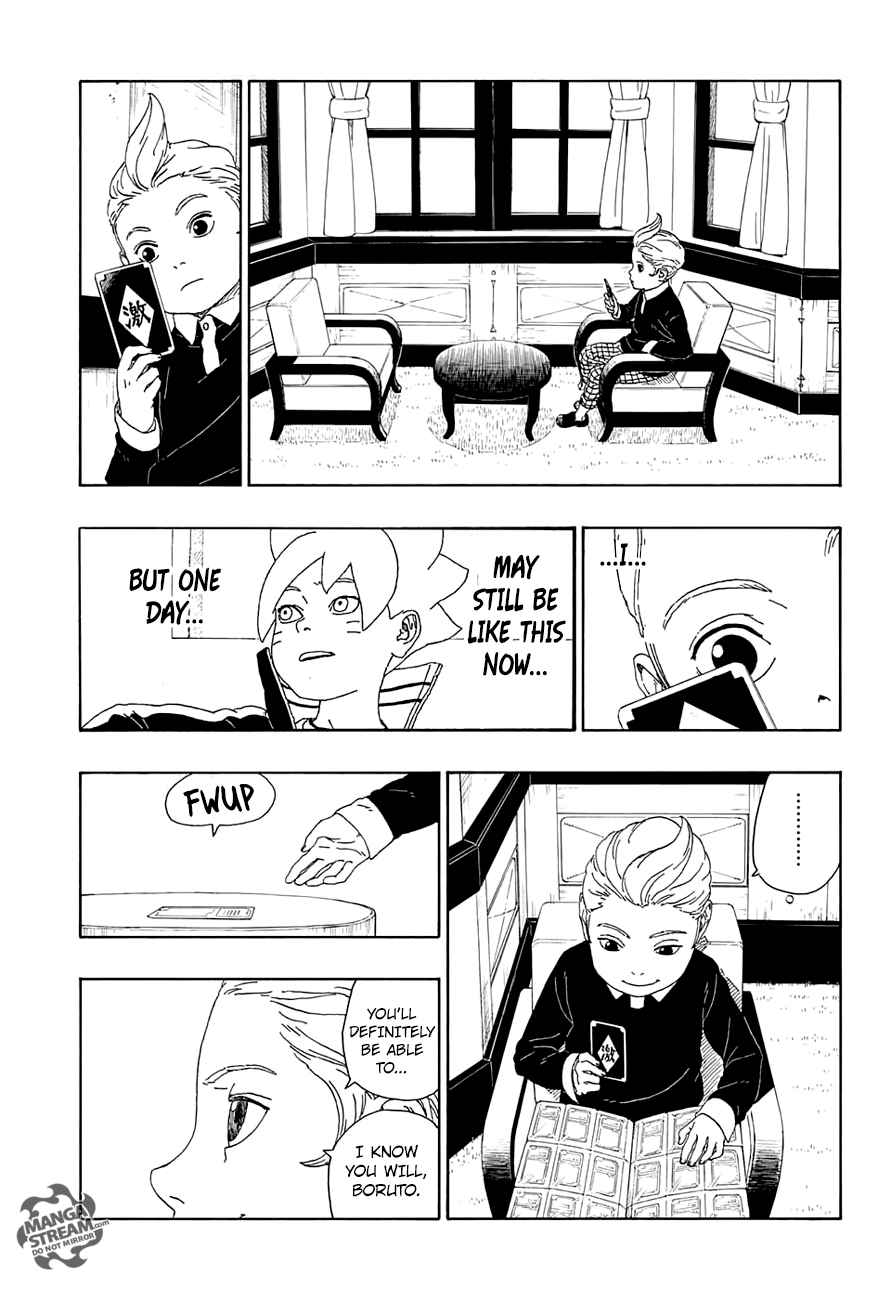 激
...I...
MAY
STILL BE
LIKE THIS
NOW...
BUT ONE
DAY...
.........
激
FWUP
YOU'LL
DEFINITELY
BE ABLE
TO...
I KNOW
YOU WILL,
BORUTO.
MANGA
STREAM.com
DO NOT MIRROR